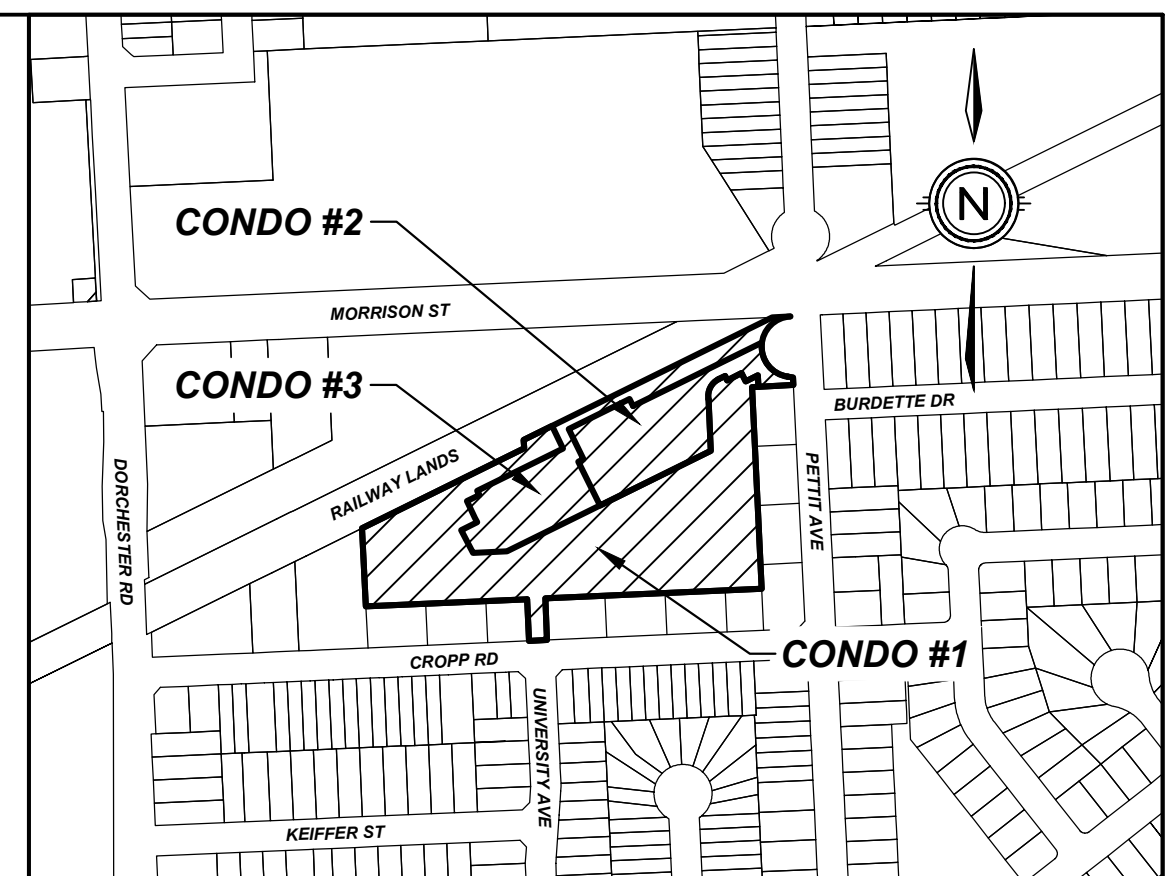 N
CONDO #2
MORRISON ST
CONDO #3
BURDETTE DR
RAILWAY LANDS
DORCHESTER RD
PETTIT AVE
CONDO #1
CROPP RD
UNIVERSITY AVE
KEIFFER ST